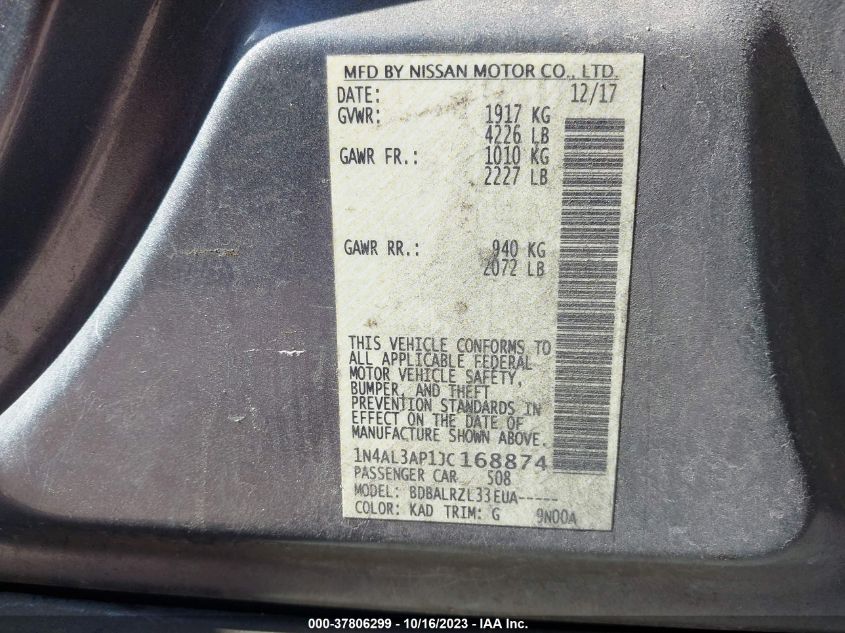 MFD BY NISSAN MOTOR CO., LTD.
DATE: 12/17
GVWR: 1917 KG
4226 LB
GAWR FR.: 1010 KG
2227 LB
GAWR RR.: 940 KG
2072 LB
THIS VEHICLE CONFORMS TO
ALL APPLICABLE FEDERAL
MOTOR VEHICLE SAFETY,
BUMPER, AND THEFT
PREVENTION STANDARDS IN
EFFECT ON THE DATE OF
MANUFACTURE SHOWN ABOVE.
1N4AL3AP1JC168874
PASSENGER CAR 508
MODEL: BDBALRZL33EUA-----
COLOR: KAD TRIM: G 9N00A
000-37806299 - 10/16/2023 - IAA Inc.